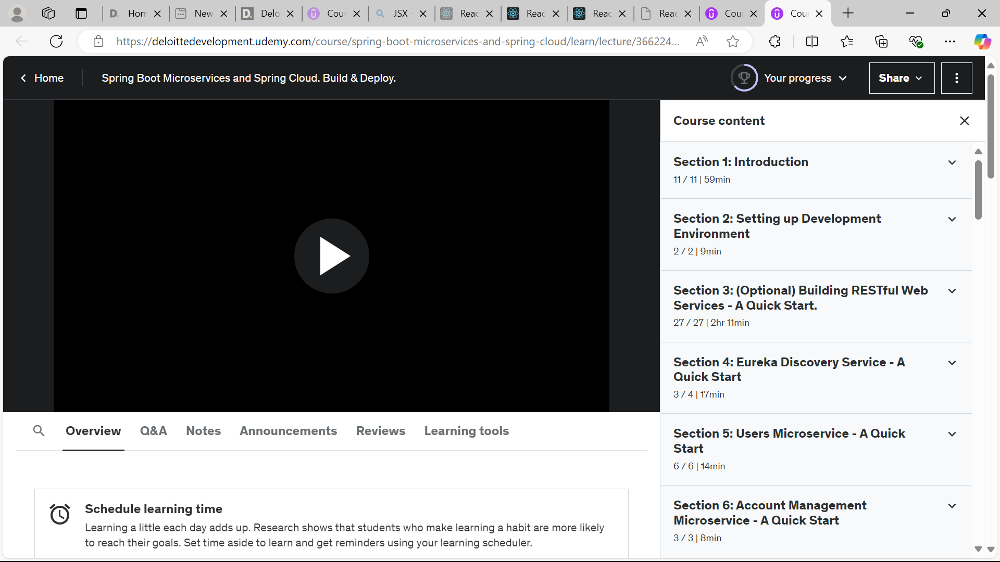 Hom
New
Delo
Cour
JSX -
Reac
Reac
Reac
Reac
Cour
Cour
https://deloittedevelopment.udemy.com/course/spring-boot-microservices-and-spring-cloud/learn/lecture/366224...
Home
Spring Boot Microservices and Spring Cloud. Build & Deploy.
Your progress
Share
Course content
Section 1: Introduction
11 / 11 | 59min
Section 2: Setting up Development
Environment
2 / 2 | 9min
Section 3: (Optional) Building RESTful Web
Services - A Quick Start.
27 / 27 | 2hr 11min
Section 4: Eureka Discovery Service - A
Quick Start
3 / 4 | 17min
Section 5: Users Microservice - A Quick
Start
6 / 6 | 14min
Section 6: Account Management
Microservice - A Quick Start
3 / 3 | 8min
Overview
Q&A
Notes
Announcements
Reviews
Learning tools
Schedule learning time
Learning a little each day adds up. Research shows that students who make learning a habit are more likely
to reach their goals. Set time aside to learn and get reminders using your learning scheduler.